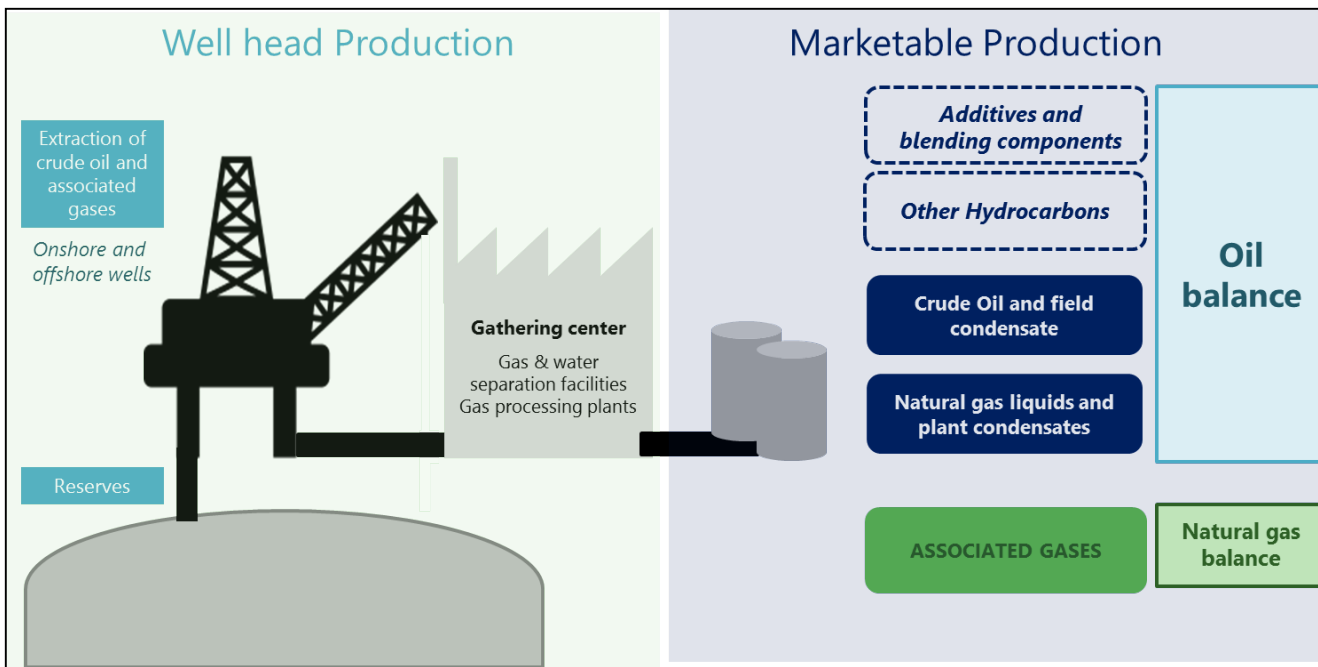 Well head Production
Extraction of
crude oil and
associated
gases
Onshore and
offshore wells
Reserves
Gathering center
Gas & water
separation facilities
Gas processing plants
Marketable Production
Additives and
blending components
Other Hydrocarbons
Crude Oil and field
condensate
Natural gas liquids and
plant condensates
ASSOCIATED GASES
Oil
balance
Natural gas
balance